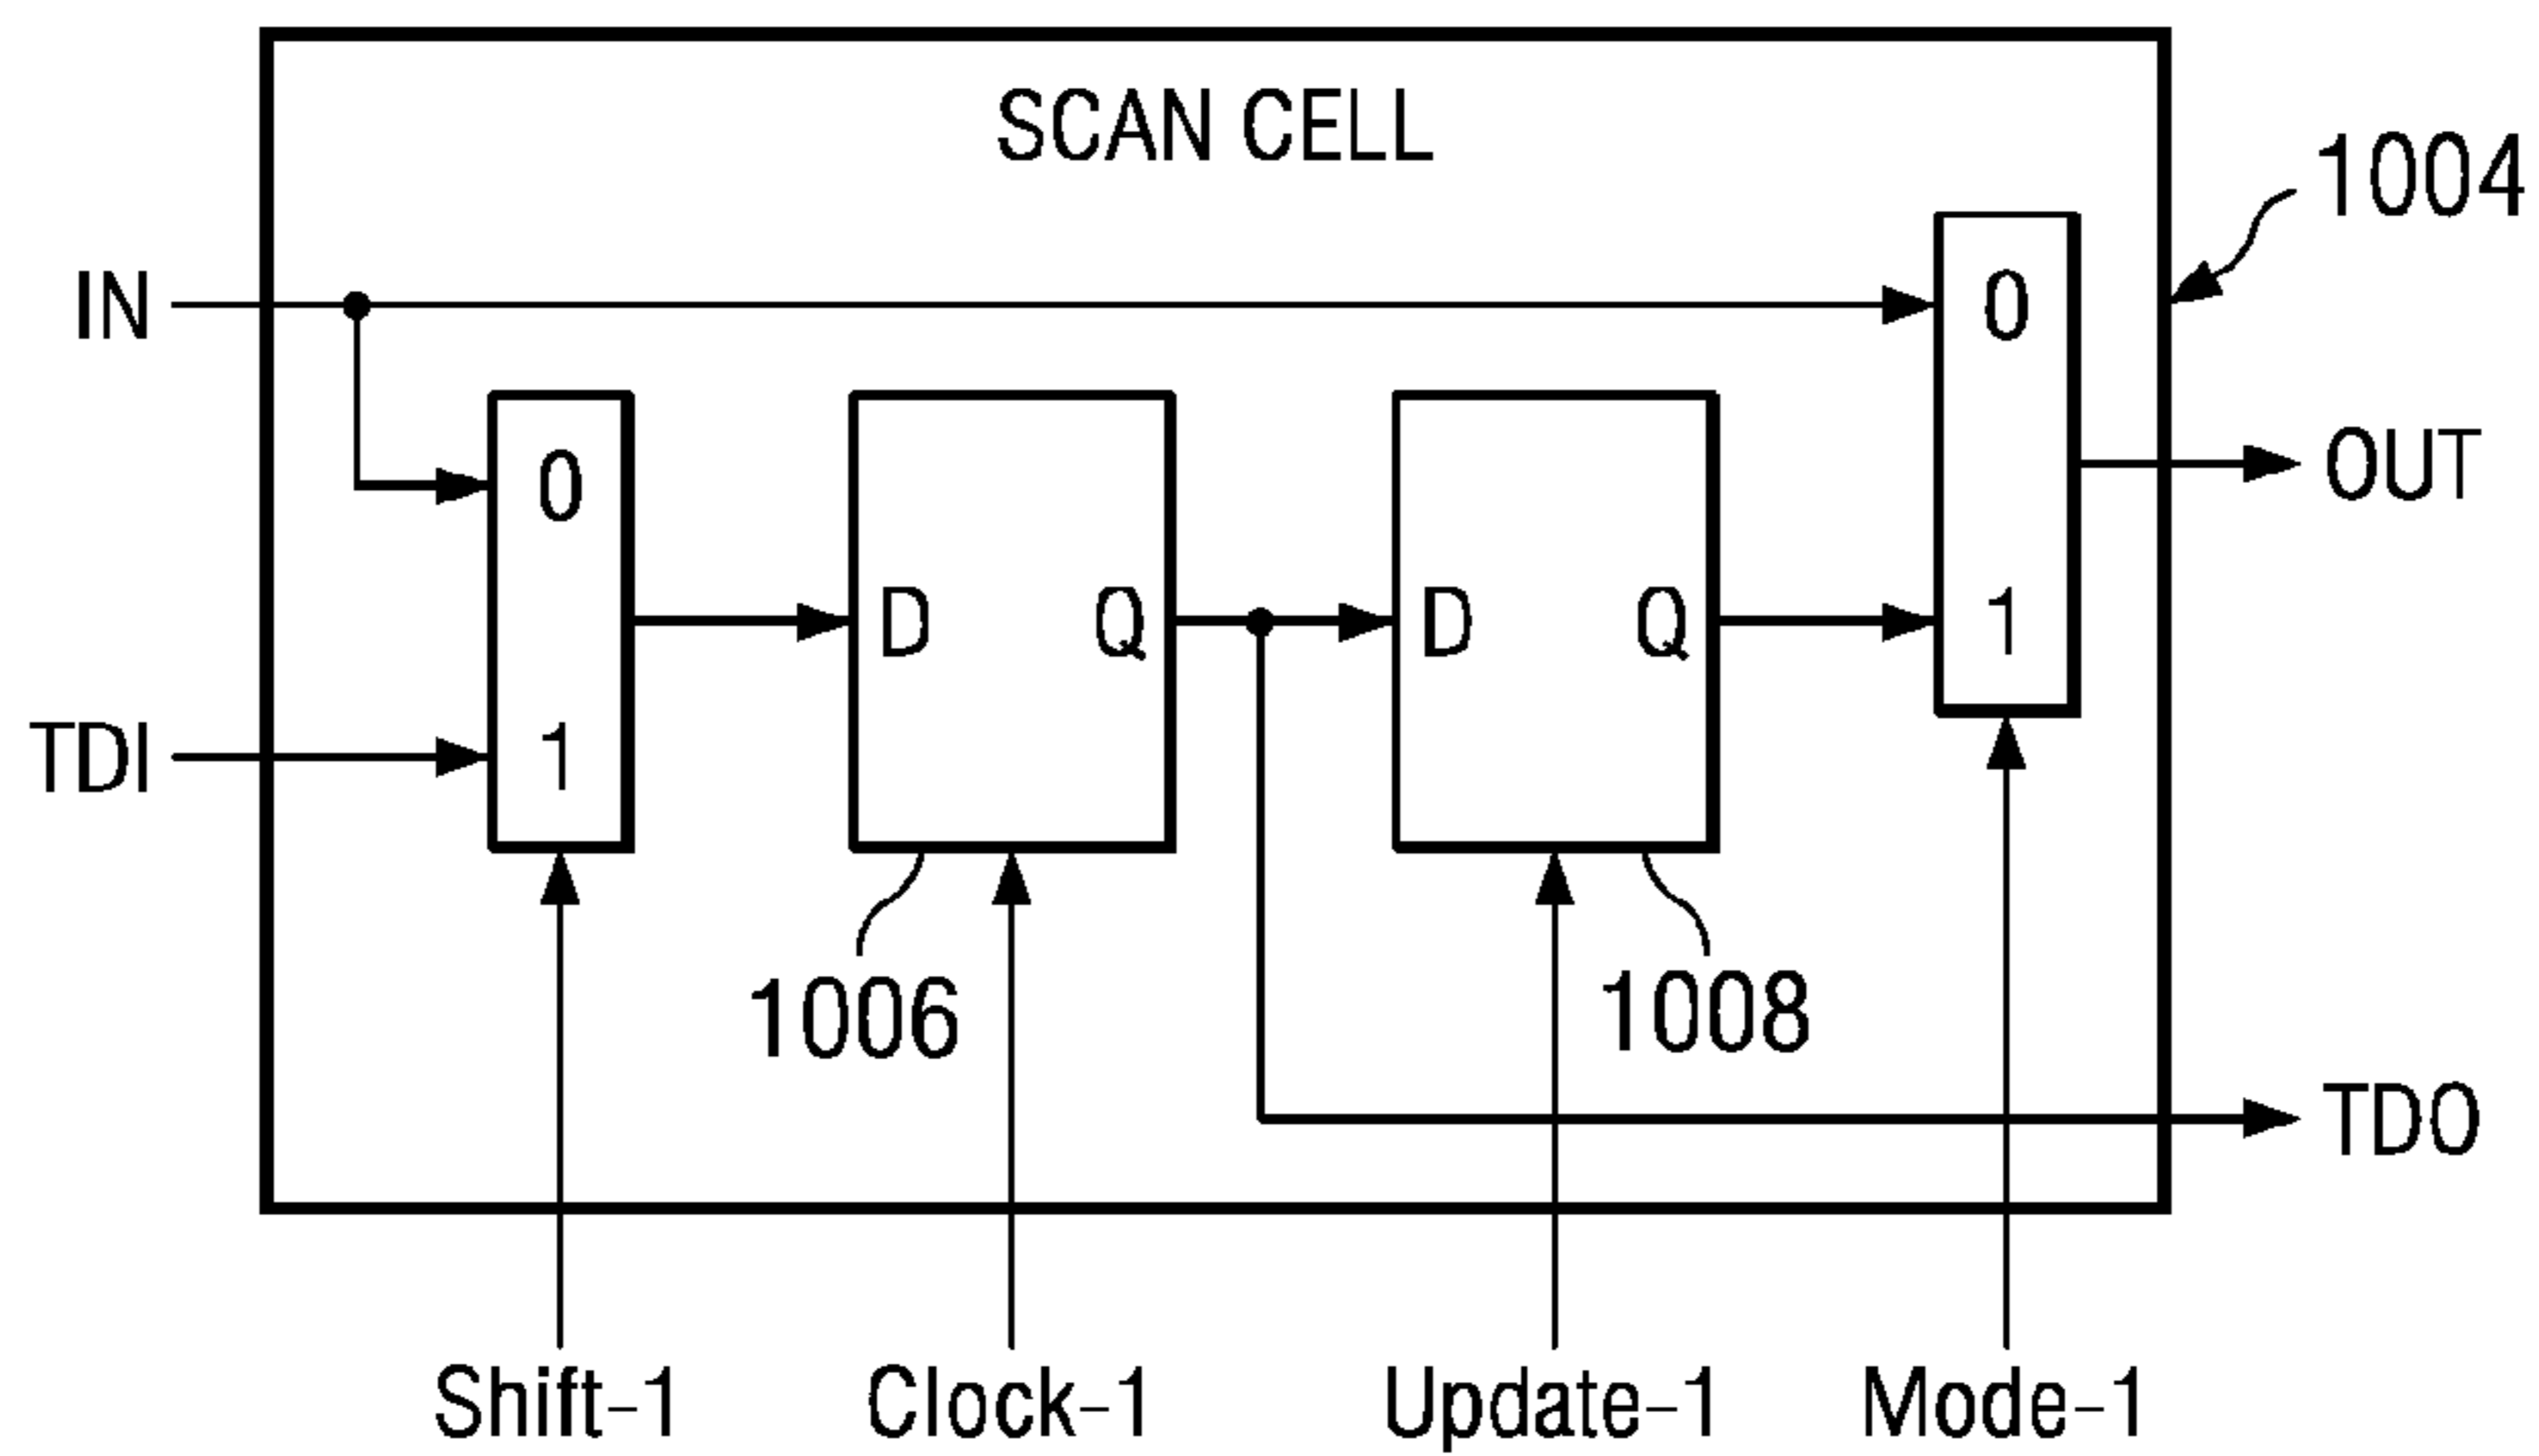 SCAN CELL
1004
IN
0
0
OUT
D Q D Q
1
TDI
1
1006
1008
TDO
Shift-1 Clock-1 Update-1 Mode-1